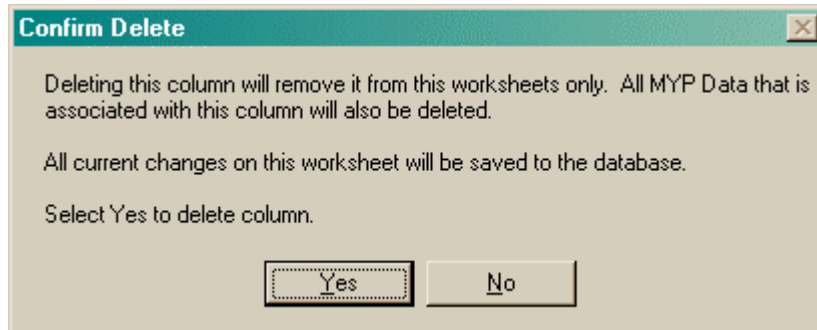 Confirm Delete
Deleting this column will remove it from this worksheets only.  All MYP Data that is
associated with this column will also be deleted.
All current changes on this worksheet will be saved to the database.
Select Yes to delete column.
Yes
No